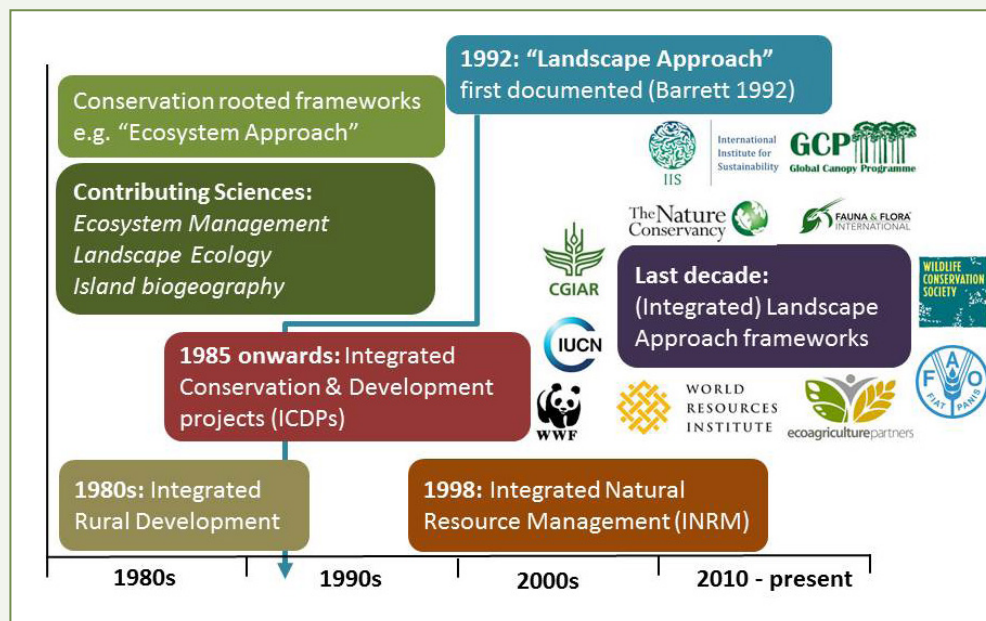 1992: “Landscape Approach”
first documented (Barrett 1992)
Conservation rooted frameworks
e.g. “Ecosystem Approach”
Contributing Sciences:
Ecosystem Management
Landscape Ecology
Island biogeography
IIS
International
Institute for
Sustainability
GCP
Global Canopy Programme
The Nature
Conservancy
FAUNA & FLORA
INTERNATIONAL
CGIAR
Last decade:
(Integrated) Landscape
Approach frameworks
WILDLIFE
CONSERVATION
SOCIETY
1985 onwards: Integrated
Conservation & Development
projects (ICDPs)
IUCN
WWF
WORLD
RESOURCES
INSTITUTE
ecoagriculturepartners
F A O
FIAT PANIS
1980s: Integrated
Rural Development
1998: Integrated Natural
Resource Management (INRM)
1980s
1990s
2000s
2010 - present